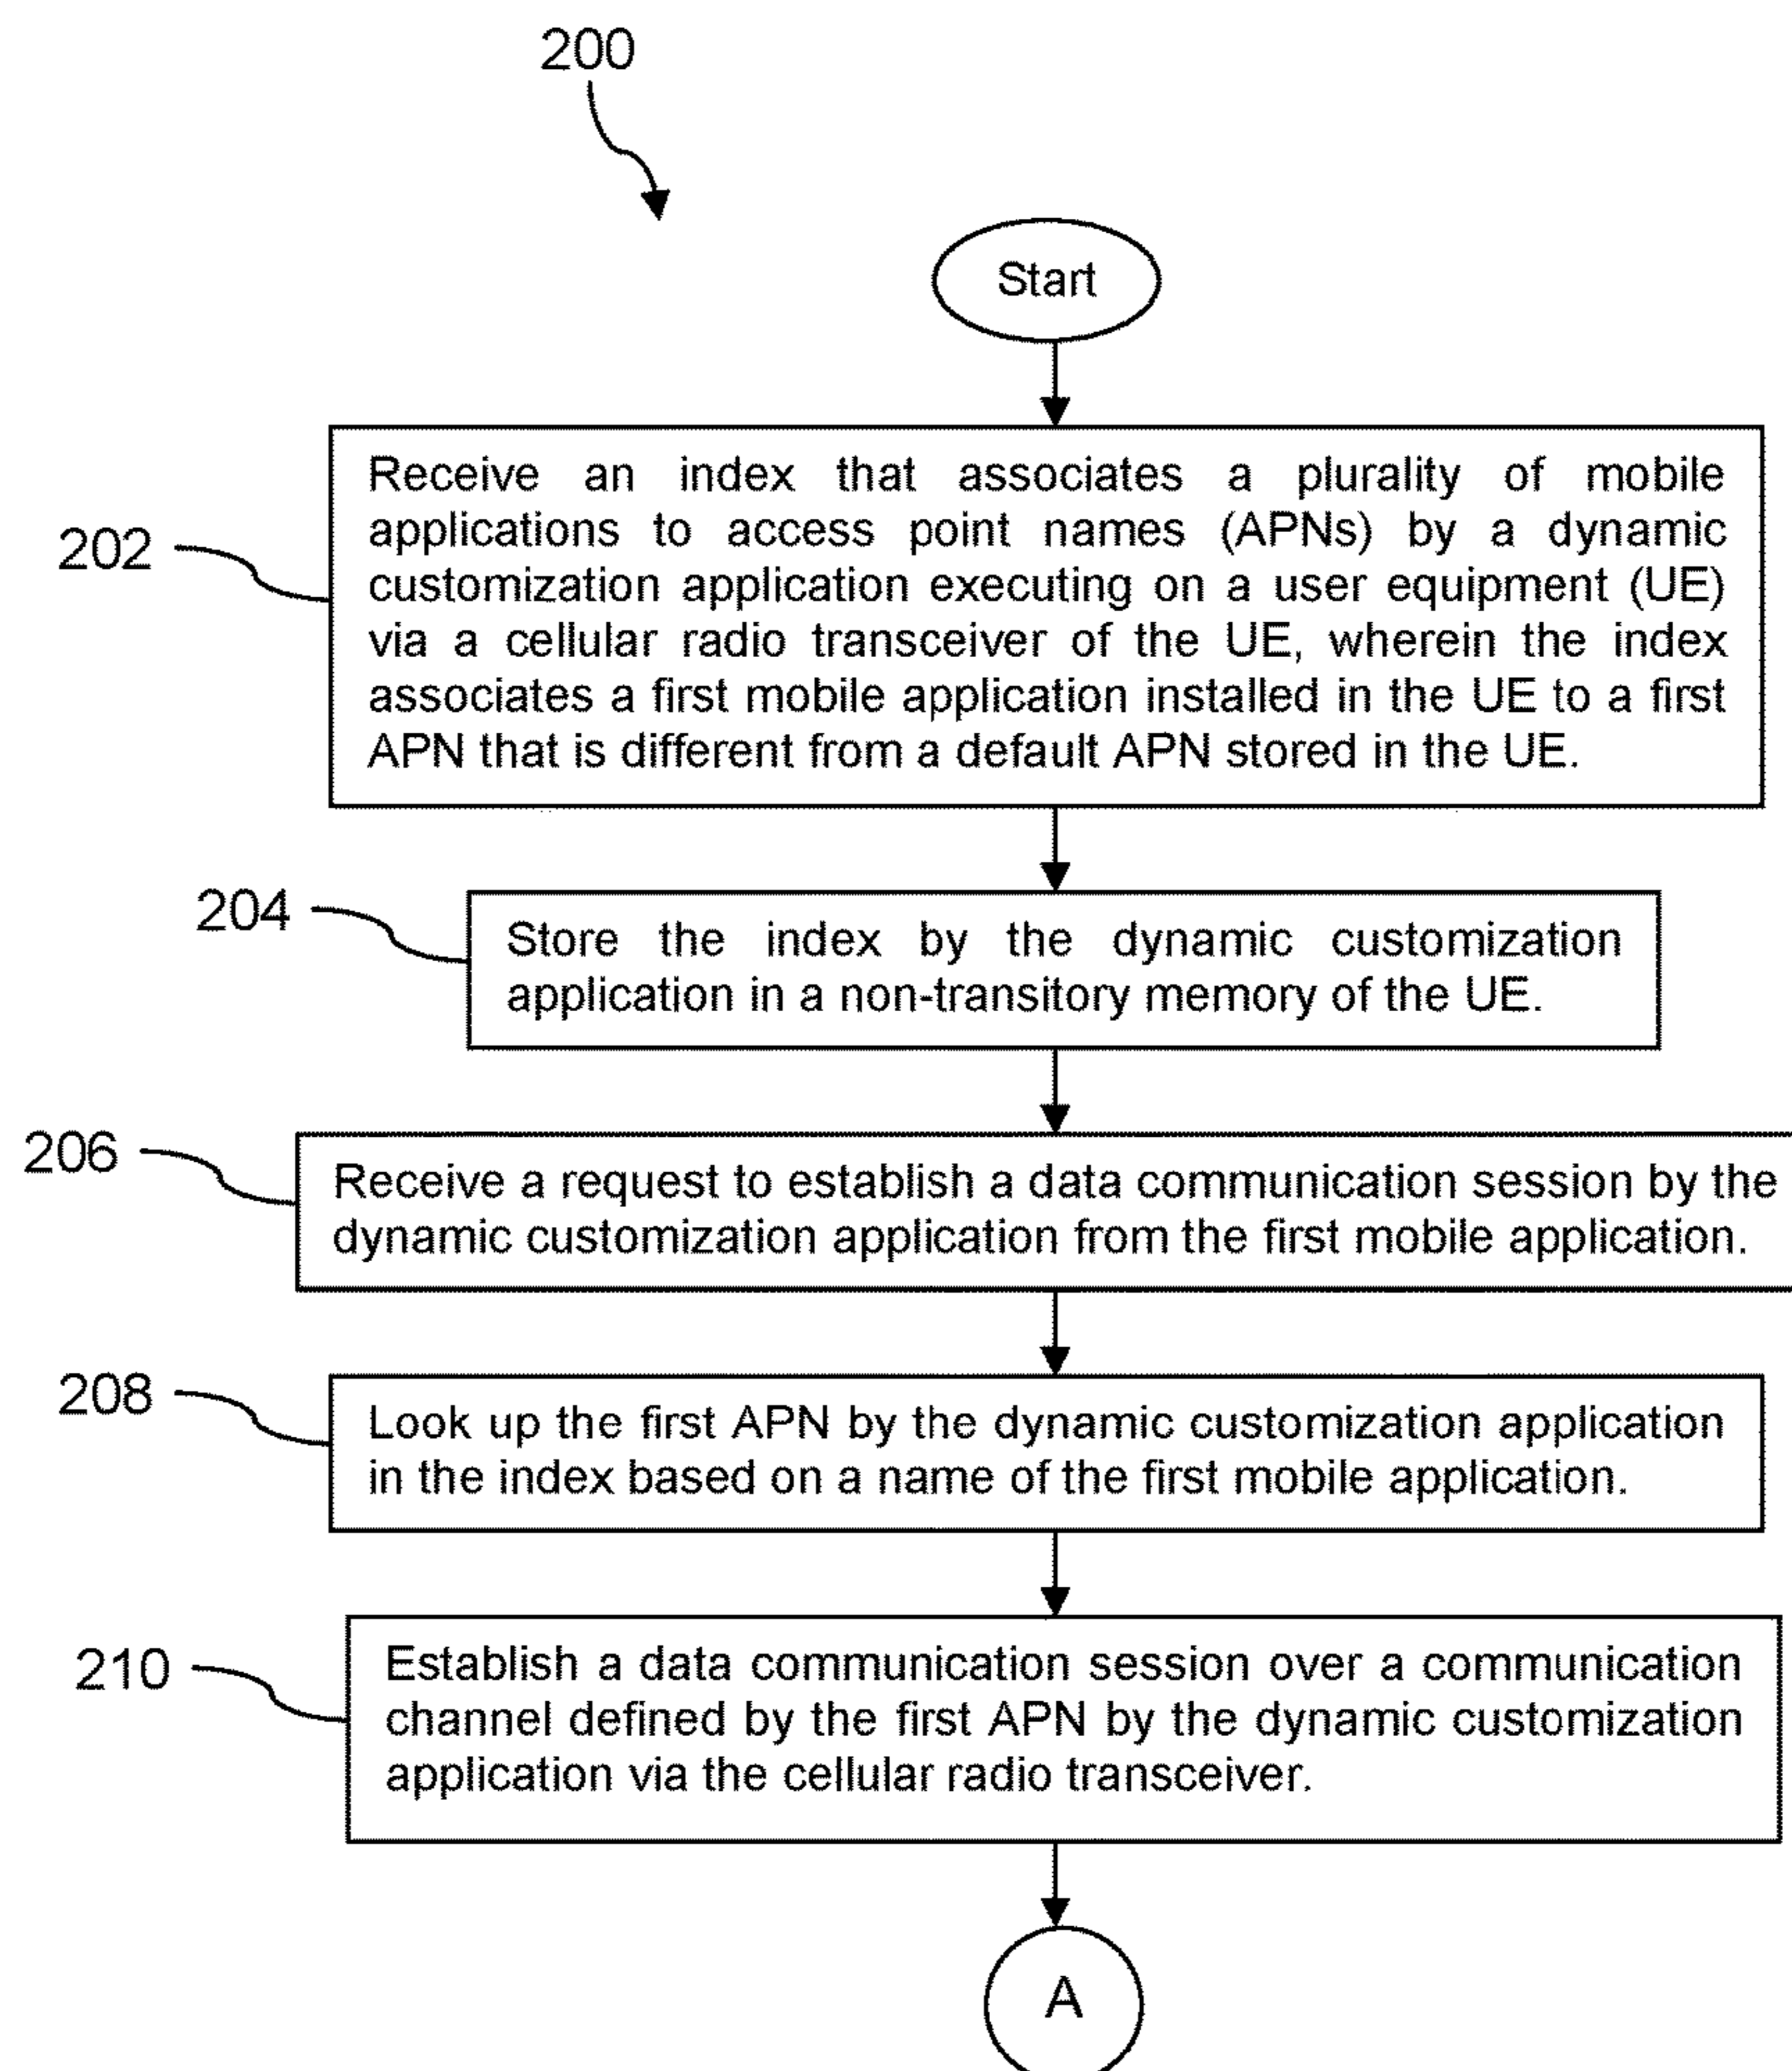 200
Start
202
Receive an index that associates a plurality of mobile
applications to access point names (APNs) by a dynamic
customization application executing on a user equipment (UE)
via a cellular radio transceiver of the UE, wherein the index
associates a first mobile application installed in the UE to a first
APN that is different from a default APN stored in the UE.
204
Store the index by the dynamic customization
application in a non-transitory memory of the UE.
206
Receive a request to establish a data communication session by the
dynamic customization application from the first mobile application.
208
Look up the first APN by the dynamic customization application
in the index based on a name of the first mobile application.
210
Establish a data communication session over a communication
channel defined by the first APN by the dynamic customization
application via the cellular radio transceiver.
A